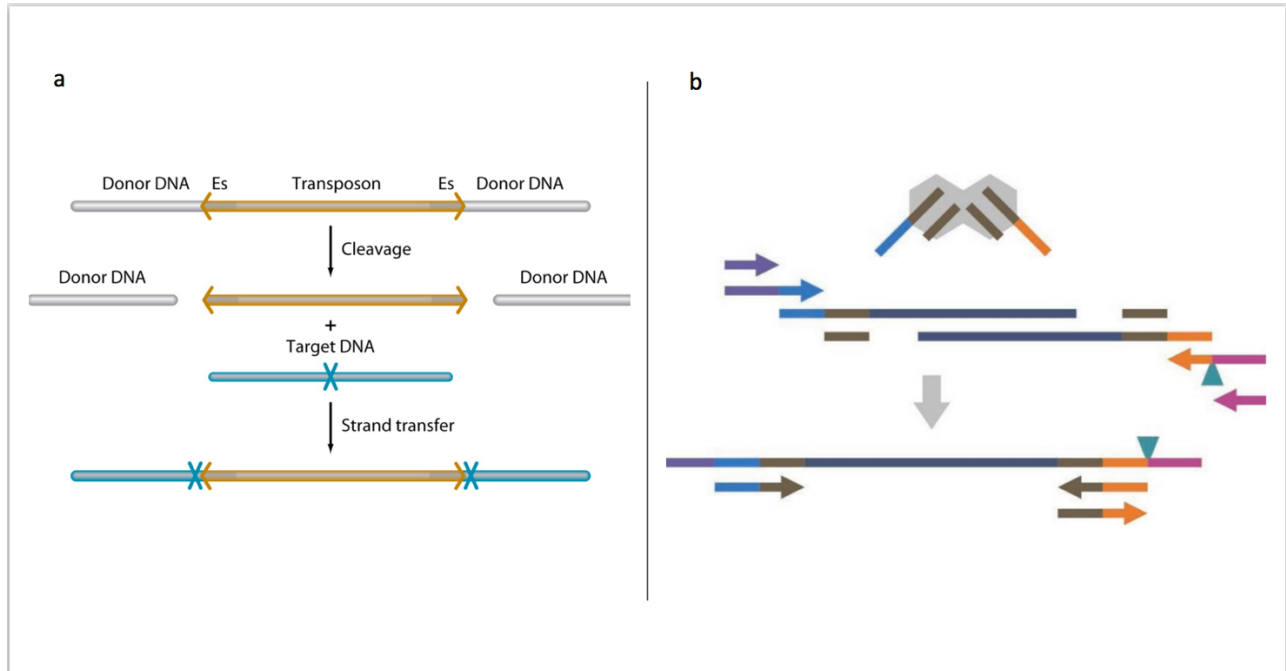 a
Donor DNA Es Transposon Es Donor DNA
Cleavage
Donor DNA Donor DNA
+
Target DNA
Strand transfer
b